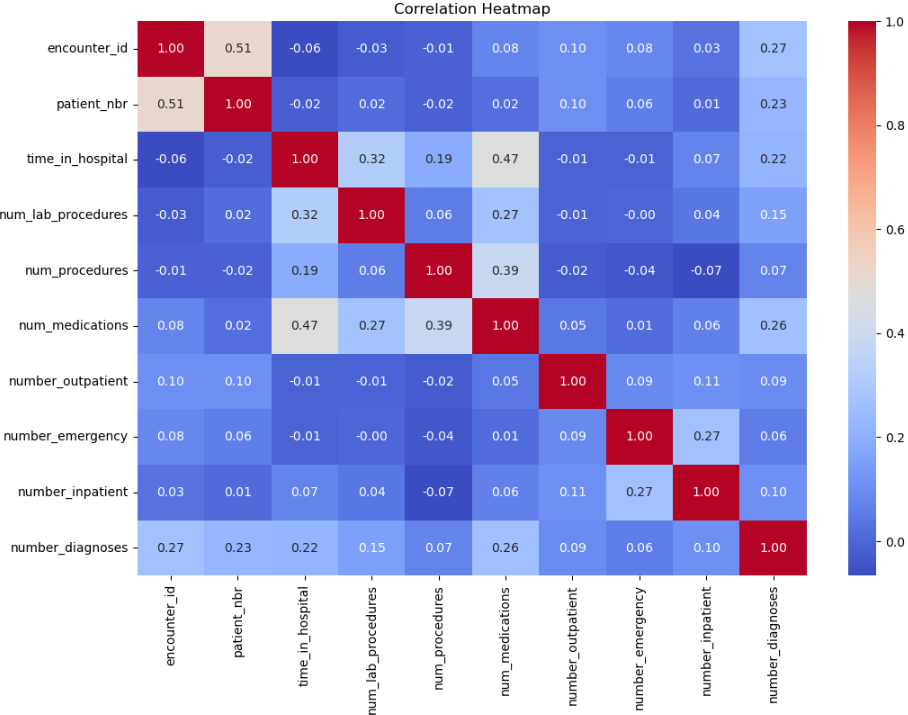 Correlation Heatmap
encounter_id 1.00 0.51 -0.06 -0.03 -0.01 0.08 0.10 0.08 0.03 0.27
patient_nbr 0.51 1.00 -0.02 0.02 -0.02 0.02 0.10 0.06 0.01 0.23
time_in_hospital -0.06 -0.02 1.00 0.32 0.19 0.47 -0.01 -0.01 0.07 0.22
num_lab_procedures -0.03 0.02 0.32 1.00 0.06 0.27 -0.01 -0.00 0.04 0.15
num_procedures -0.01 -0.02 0.19 0.06 1.00 0.39 -0.02 -0.04 -0.07 0.07
num_medications 0.08 0.02 0.47 0.27 0.39 1.00 0.05 0.01 0.06 0.26
number_outpatient 0.10 0.10 -0.01 -0.01 -0.02 0.05 1.00 0.09 0.11 0.09
number_emergency 0.08 0.06 -0.01 -0.00 -0.04 0.01 0.09 1.00 0.27 0.06
number_inpatient 0.03 0.01 0.07 0.04 -0.07 0.06 0.11 0.27 1.00 0.10
number_diagnoses 0.27 0.23 0.22 0.15 0.07 0.26 0.09 0.06 0.10 1.00
encounter_id
patient_nbr
time_in_hospital
num_lab_procedures
num_procedures
num_medications
number_outpatient
number_emergency
number_inpatient
number_diagnoses
1.0
0.8
0.6
0.4
0.2
0.0